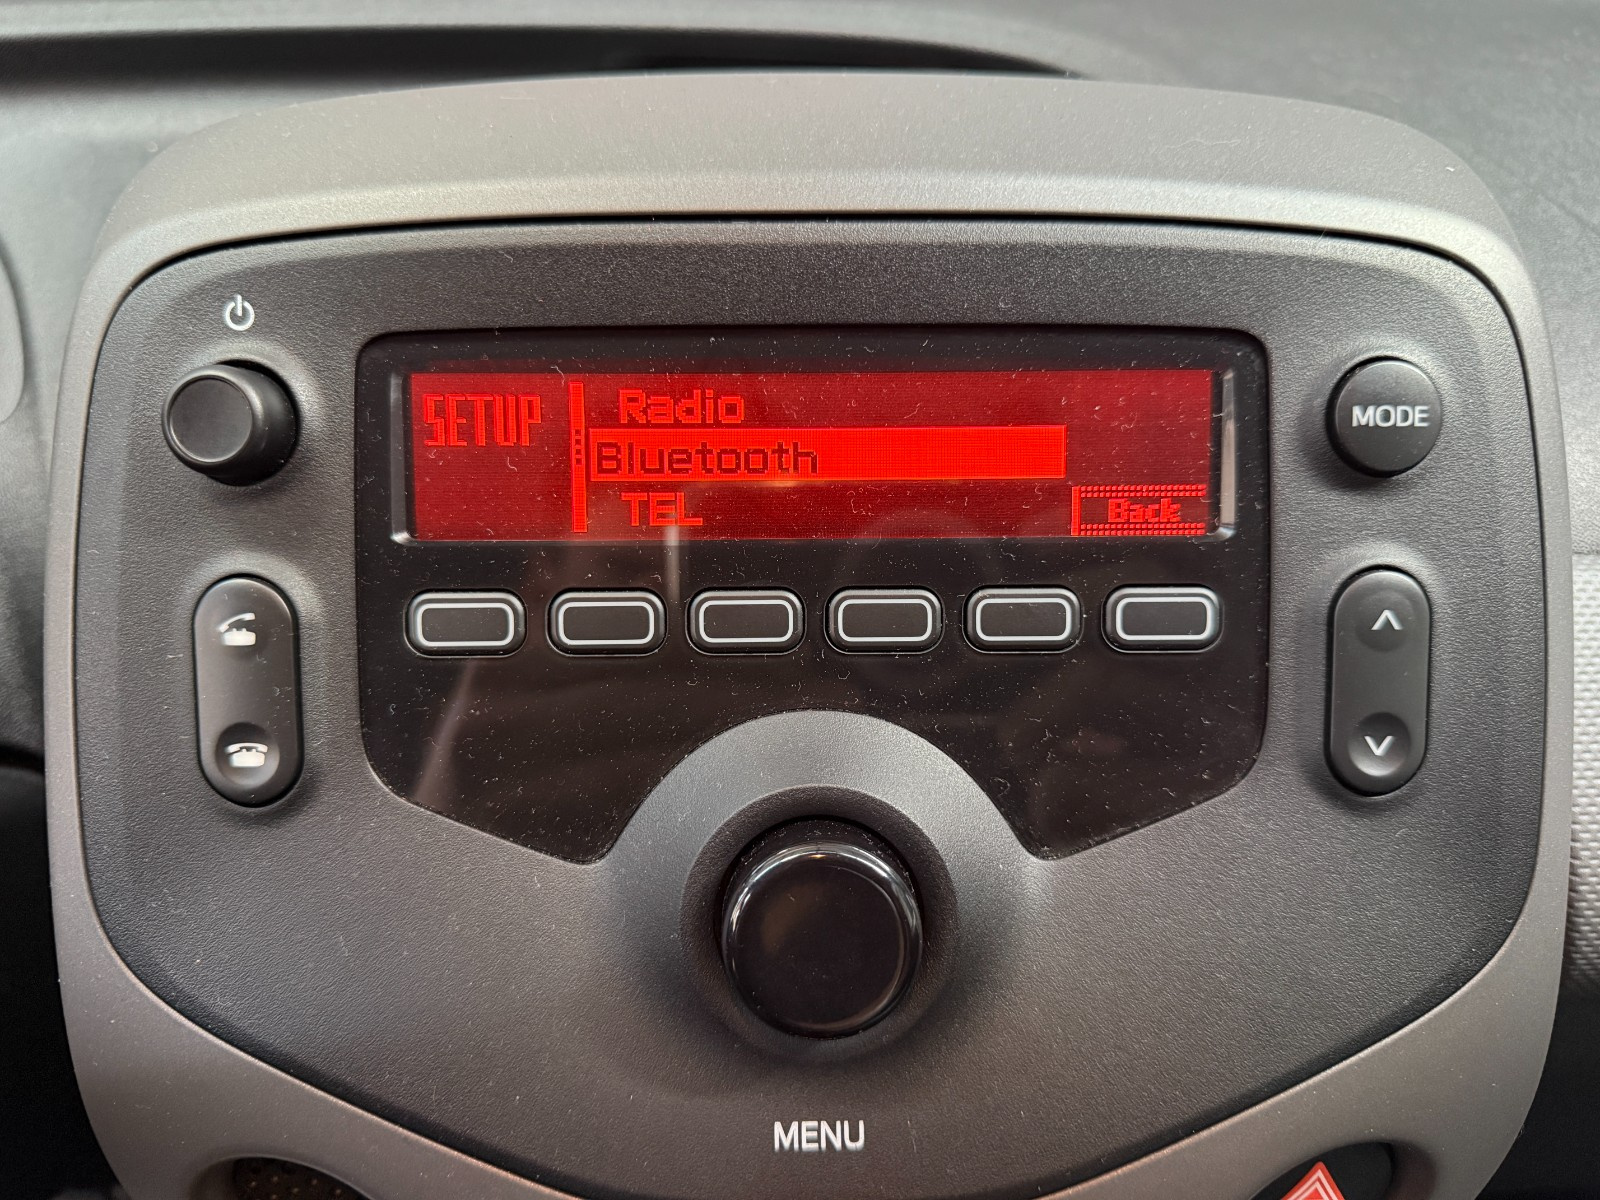 SETUP
Radio
Bluetooth
TEL
Back
MODE
MENU